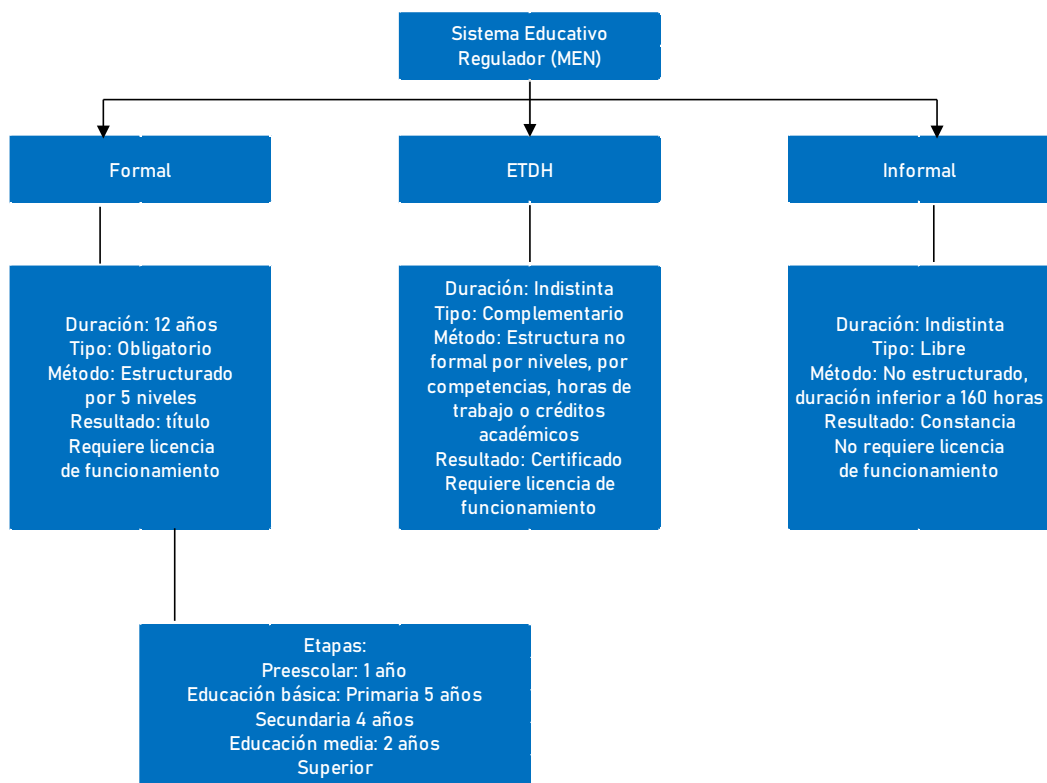 Sistema Educativo
Regulador (MEN)
Formal
ETDH
Informal
Duración: 12 años
Tipo: Obligatorio
Método: Estructurado
por 5 niveles
Resultado: título
Requiere licencia
de funcionamiento
Duración: Indistinta
Tipo: Complementario
Método: Estructura no
formal por niveles, por
competencias, horas de
trabajo o créditos
académicos
Resultado: Certificado
Requiere licencia de
funcionamiento
Duración: Indistinta
Tipo: Libre
Método: No estructurado,
duración inferior a 160 horas
Resultado: Constancia
No requiere licencia
de funcionamiento
Etapas:
Preescolar: 1 año
Educación básica: Primaria 5 años
Secundaria 4 años
Educación media: 2 años
Superior